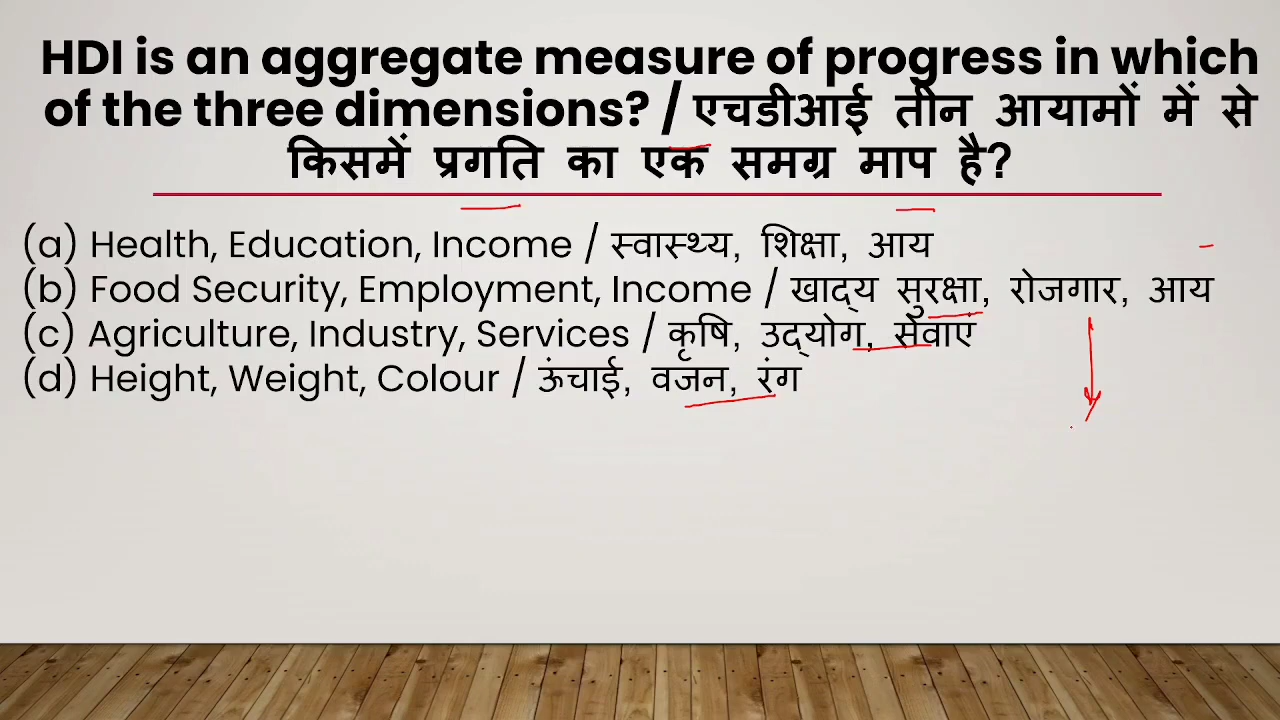 HDI is an aggregate measure of progress in which
of the three dimensions? / एचडीआई तीन आयामों में से
किसमें प्रगति का एक समग्र माप है?
(a) Health, Education, Income / स्वास्थ्य, शिक्षा, आय
(b) Food Security, Employment, Income / खाद्य सुरक्षा, रोजगार, आय
(c) Agriculture, Industry, Services / कृषि, उद्योग, सेवाएं
(d) Height, Weight, Colour / ऊंचाई, वजन, रंग